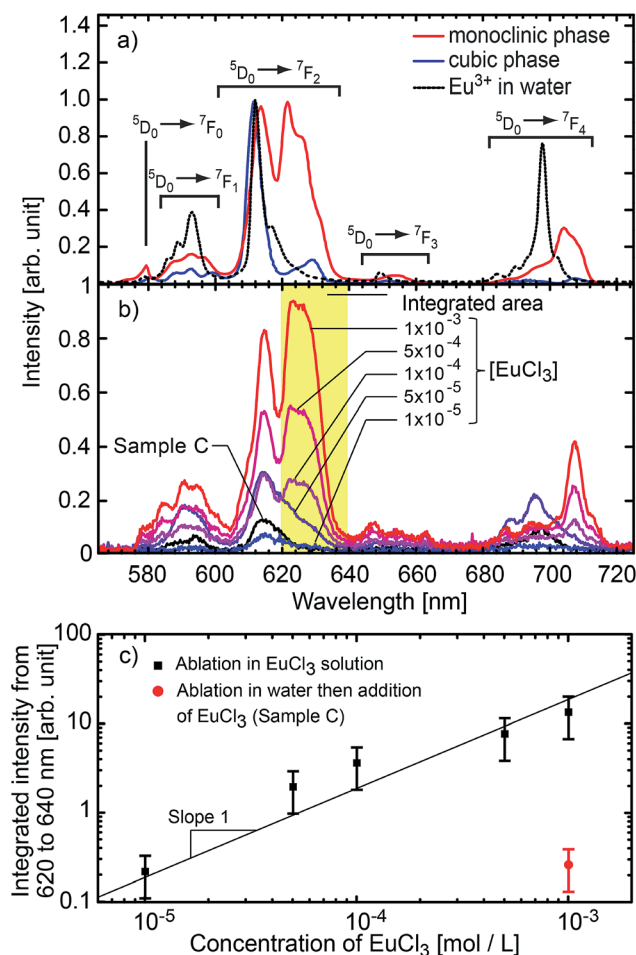 a)
monoclinic phase
cubic phase
Eu³⁺ in water
⁵D₀ → ⁷F₂
⁵D₀ → ⁷F₀
⁵D₀ → ⁷F₄
⁵D₀ → ⁷F₁
⁵D₀ → ⁷F₃
1.0
0.8
0.6
0.4
0.2
0
Intensity [arb. unit]
b)
Integrated area
1x10⁻³
5x10⁻⁴
1x10⁻⁴
5x10⁻⁵
1x10⁻⁵
[EuCl₃]
Sample C
0.8
0.6
0.4
0.2
0
580 600 620 640 660 680 700 720
Wavelength [nm]
c)
Ablation in EuCl₃ solution
Ablation in water then addition
of EuCl₃ (Sample C)
Slope 1
100
10
1
0.1
Integrated intensity from
620 to 640 nm [arb. unit]
10⁻⁵ 10⁻⁴ 10⁻³
Concentration of EuCl₃ [mol / L]